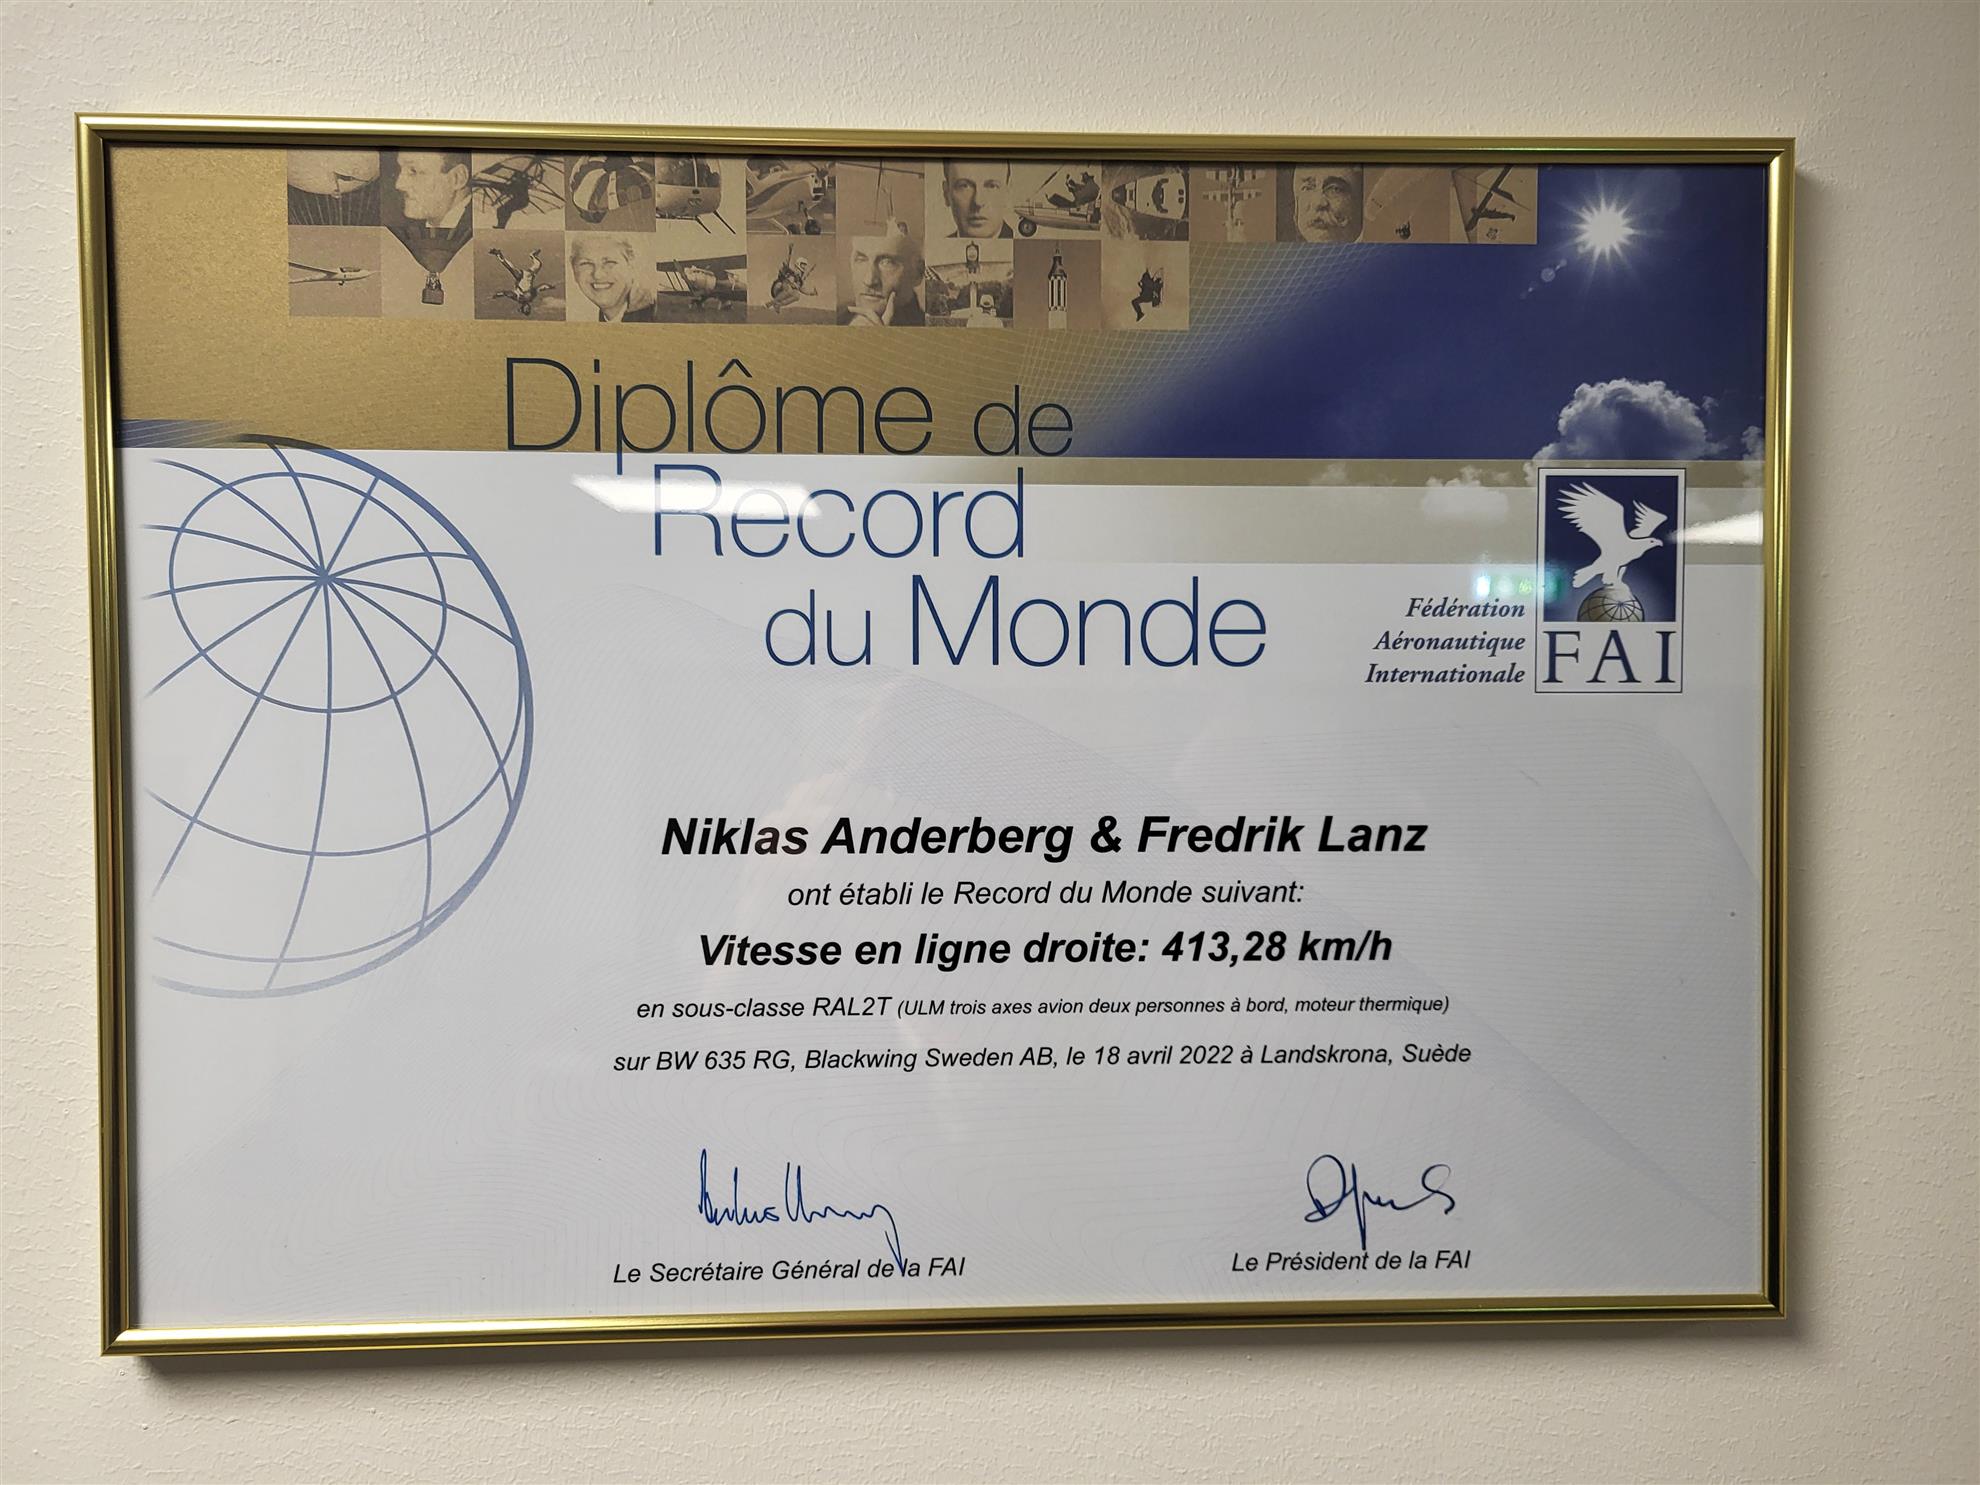 Diplôme de
Record
du Monde
Fédération
Aéronautique
Internationale
FAI
Niklas Anderberg & Fredrik Lanz
ont établi le Record du Monde suivant:
Vitesse en ligne droite: 413,28 km/h
en sous-classe RAL2T (ULM trois axes avion deux personnes à bord, moteur thermique)
sur BW 635 RG, Blackwing Sweden AB, le 18 avril 2022 à Landskrona, Suède
Le Secrétaire Général de la FAI
Le Président de la FAI